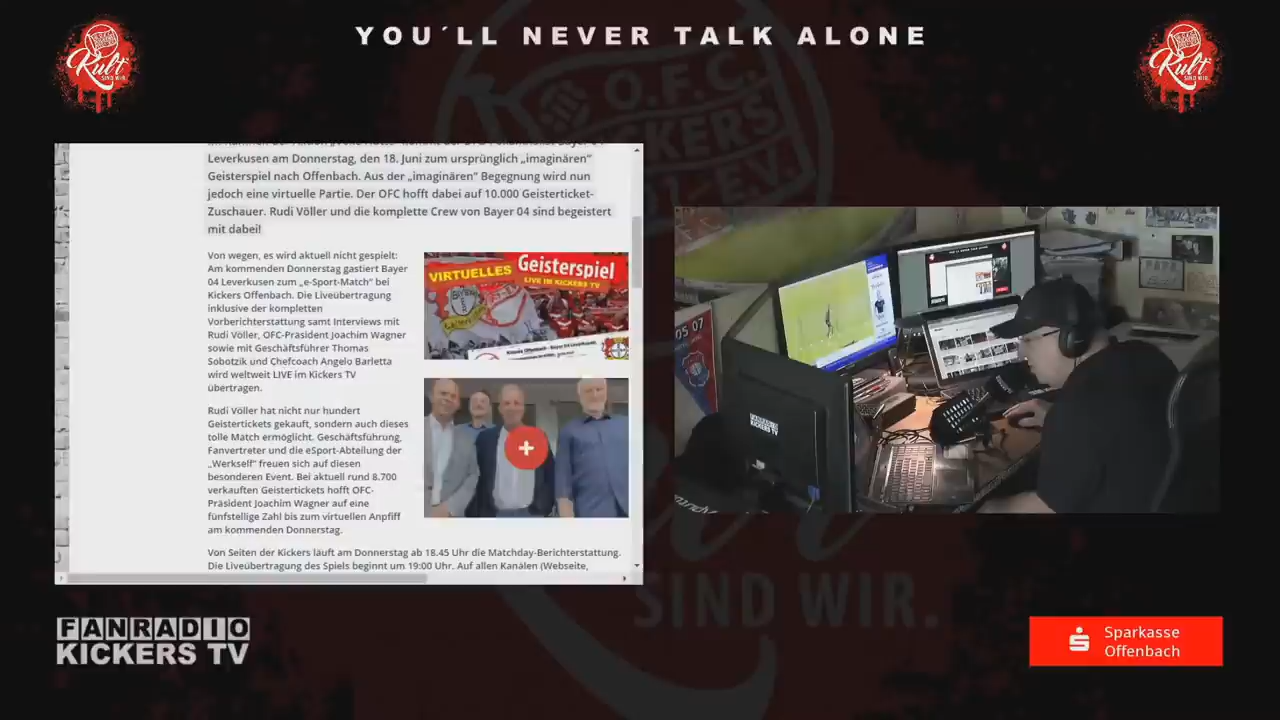 YOU´LL NEVER TALK ALONE
Kult
SIND WIR.
Kult
SIND WIR.
O.F.C.
KICKERS
Leverkusen am Donnerstag, den 18. Juni zum ursprünglich „imaginären“
Geisterspiel nach Offenbach. Aus der „imaginären“ Begegnung wird nun
jedoch eine virtuelle Partie. Der OFC hofft dabei auf 10.000 Geisterticket-
Zuschauer. Rudi Völler und die komplette Crew von Bayer 04 sind begeistert
mit dabei!
Von wegen, es wird aktuell nicht gespielt:
Am kommenden Donnerstag gastiert Bayer
04 Leverkusen zum „e-Sport-Match“ bei
Kickers Offenbach. Die Liveübertragung
inklusive der kompletten
Vorberichterstattung samt Interviews mit
Rudi Völler, OFC-Präsident Joachim Wagner
sowie mit Geschäftsführer Thomas
Sobotzik und Chefcoach Angelo Barletta
wird weltweit LIVE im Kickers TV
übertragen.
VIRTUELLES Geisterspiel
LIVE IM KICKERS TV
Rudi Völler hat nicht nur hundert
Geistertickets gekauft, sondern auch dieses
tolle Match ermöglicht. Geschäftsführung,
Fanvertreter und die eSport-Abteilung der
„Werkself“ freuen sich auf diesen
besonderen Event. Bei aktuell rund 8.700
verkauften Geistertickets hofft OFC-
Präsident Joachim Wagner auf eine
fünfstellige Zahl bis zum virtuellen Anpfiff
am kommenden Donnerstag.
Von Seiten der Kickers läuft am Donnerstag ab 18.45 Uhr die Matchday-Berichterstattung.
Die Liveübertragung des Spiels beginnt um 19:00 Uhr. Auf allen Kanälen (Webseite,
PAPA
FANRADIO
KICKERS TV
SIND WIR.
FANRADIO
KICKERS TV
Sparkasse
Offenbach